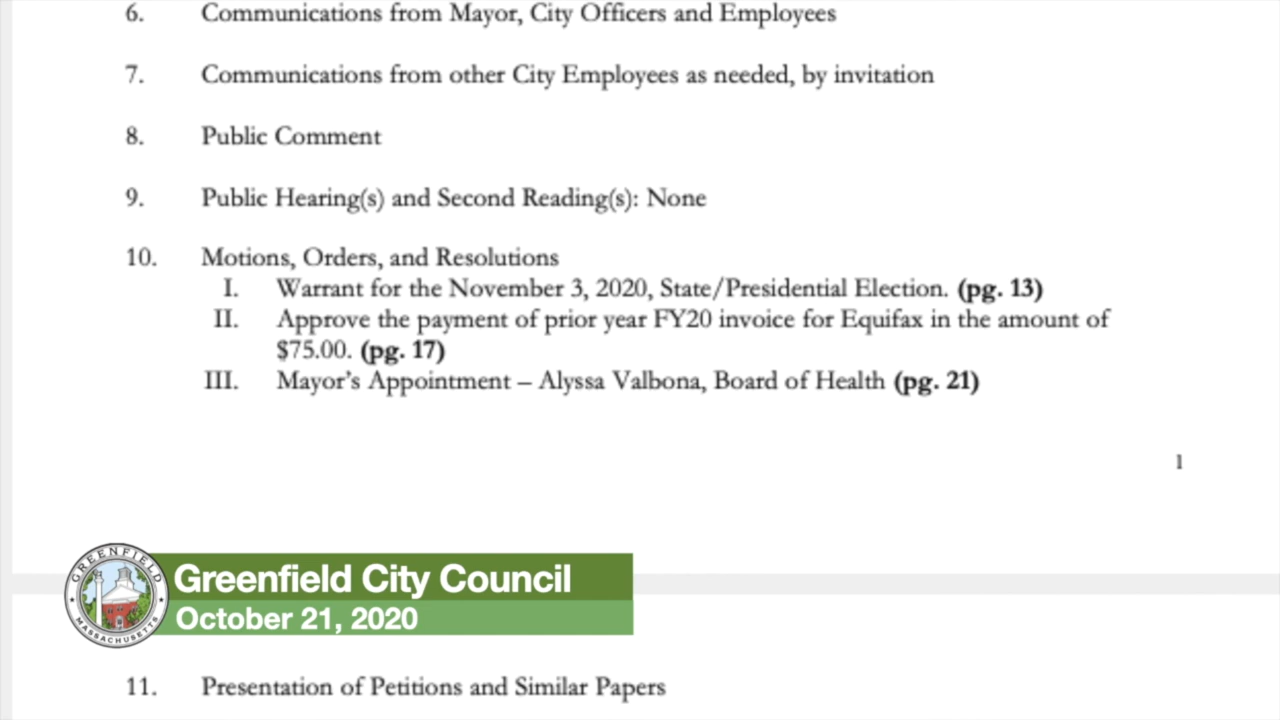 6. Communications from Mayor, City Officers and Employees
7. Communications from other City Employees as needed, by invitation
8. Public Comment
9. Public Hearing(s) and Second Reading(s): None
10. Motions, Orders, and Resolutions
I. Warrant for the November 3, 2020, State/Presidential Election. (pg. 13)
II. Approve the payment of prior year FY20 invoice for Equifax in the amount of
$75.00. (pg. 17)
III. Mayor's Appointment – Alyssa Valbona, Board of Health (pg. 21)
1
GREENFIELD
MASSACHUSETTS
Greenfield City Council
October 21, 2020
11. Presentation of Petitions and Similar Papers